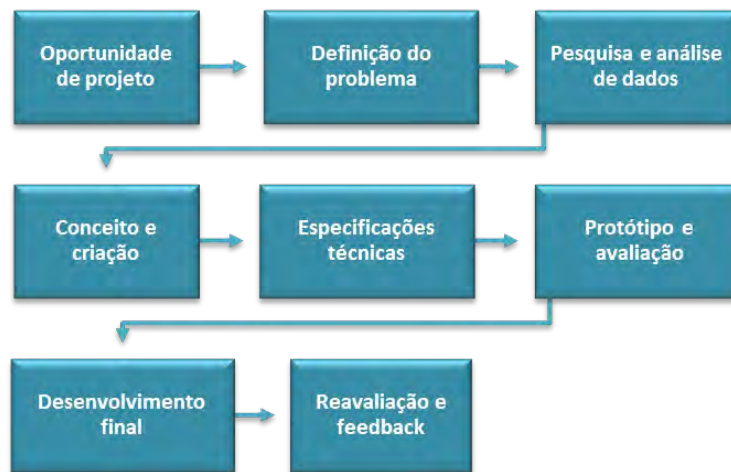 Oportunidade
de projeto
Definição do
problema
Pesquisa e análise
de dados
Conceito e
criação
Especificações
técnicas
Protótipo e
avaliação
Desenvolvimento
final
Reavaliação e
feedback